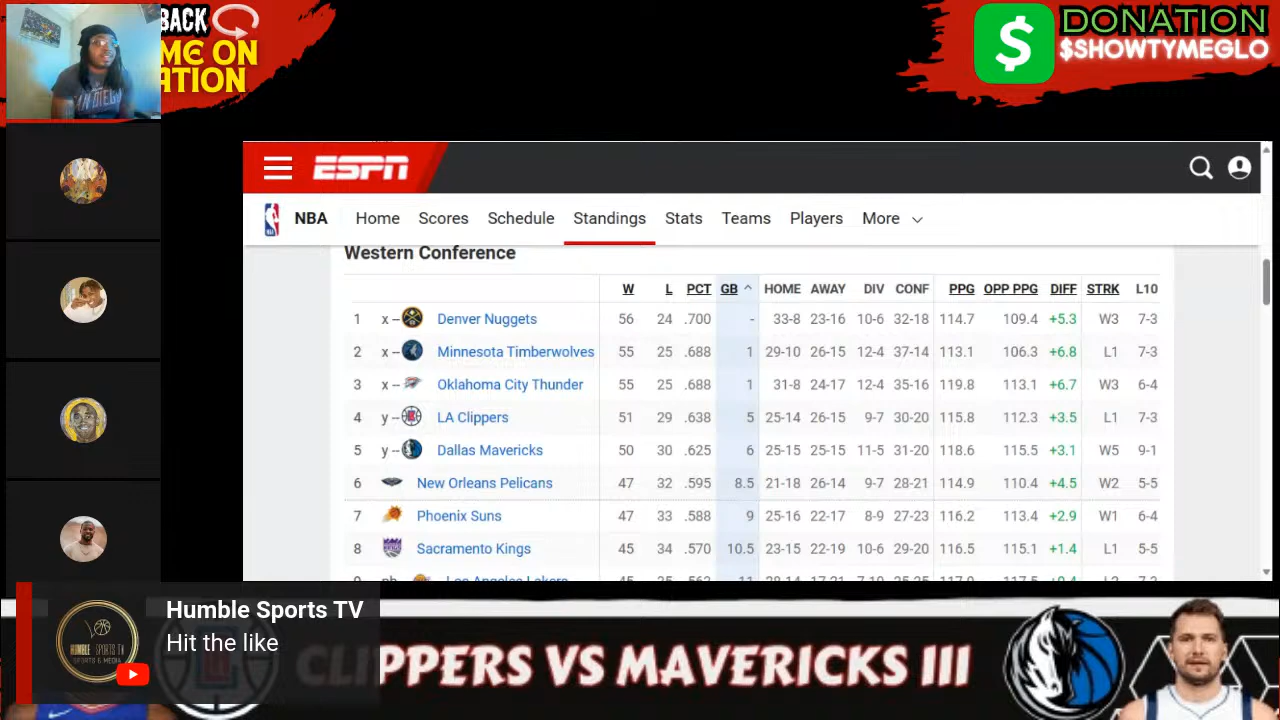 BACK
ME ON
ATION
DONATION
$SHOWTYMEGLO
ESPN
NBA Home Scores Schedule Standings Stats Teams Players More
Western Conference
W L PCT GB HOME AWAY DIV CONF PPG OPP PPG DIFF STRK L10
1 x -- Denver Nuggets 56 24 .700 - 33-8 23-16 10-6 32-18 114.7 109.4 +5.3 W3 7-3
2 x -- Minnesota Timberwolves 55 25 .688 1 29-10 26-15 12-4 37-14 113.1 106.3 +6.8 L1 7-3
3 x -- Oklahoma City Thunder 55 25 .688 1 31-8 24-17 12-4 35-16 119.8 113.1 +6.7 W3 6-4
4 y -- LA Clippers 51 29 .638 5 25-14 26-15 9-7 30-20 115.8 112.3 +3.5 L1 7-3
5 y -- Dallas Mavericks 50 30 .625 6 25-15 25-15 11-5 31-20 118.6 115.5 +3.1 W5 9-1
6 New Orleans Pelicans 47 32 .595 8.5 21-18 26-14 9-7 28-21 114.9 110.4 +4.5 W2 5-5
7 Phoenix Suns 47 33 .588 9 25-16 22-17 8-9 27-23 116.2 113.4 +2.9 W1 6-4
8 Sacramento Kings 45 34 .570 10.5 23-15 22-19 10-6 29-20 116.5 115.1 +1.4 L1 5-5
Los Angeles Lakers
Humble Sports TV
Hit the like
HUMBLE SPORTS TV
SPORTS & MEDIA
CLIPPERS VS MAVERICKS III